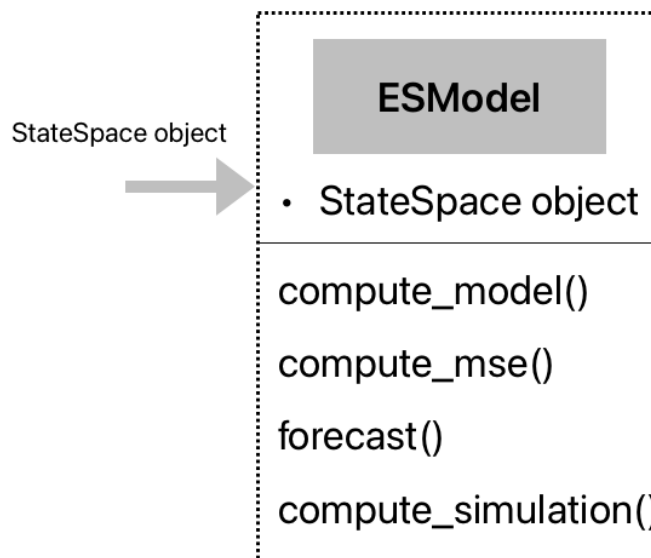 ESModel
StateSpace object
• StateSpace object
compute_model()
compute_mse()
forecast()
compute_simulation()